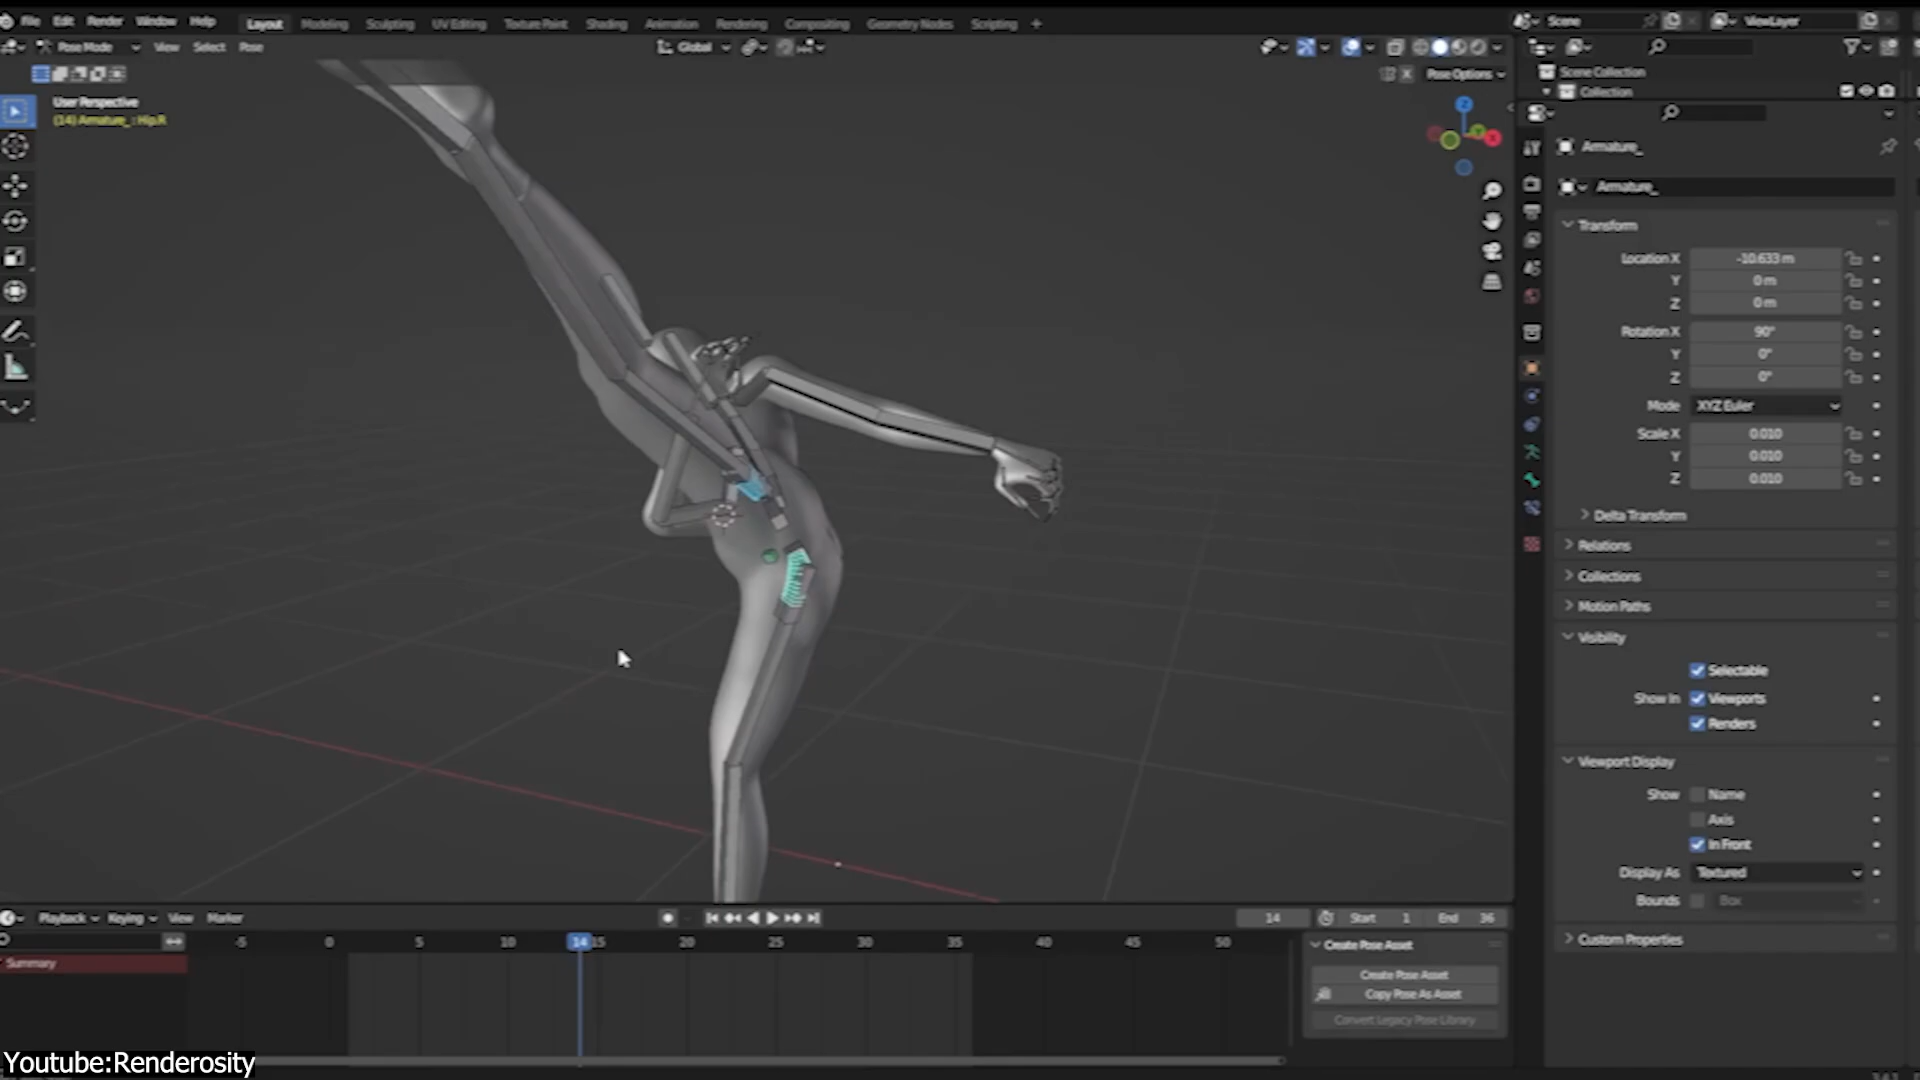 File Edit Render Window Help Layout Modeling Sculpting UV Editing Texture Paint Shading Animation Rendering Compositing Geometry Nodes Scripting + Scene ViewLayer
Pose Mode View Select Pose Global
Pose Options
User Perspective
(14) Armature_ : Hip.R
Z
Y
X
Scene Collection
Collection
Armature_
Armature_
Transform
Location X -10.633 m
Y 0 m
Z 0 m
Rotation X 90°
Y 0°
Z 0°
Mode XYZ Euler
Scale X 0.010
Y 0.010
Z 0.010
Delta Transform
Relations
Collections
Motion Paths
Visibility
Selectable
Show In Viewports
Renders
Viewport Display
Show Name
Axis
In Front
Display As Textured
Bounds Box
Custom Properties
Playback Keying View Marker 14 Start 1 End 36
-5 0 5 10 14 15 20 25 30 35 40 45 50
Summary
Create Pose Asset
Create Pose Asset
Copy Pose As Asset
Convert Legacy Pose Library
Youtube:Renderosity